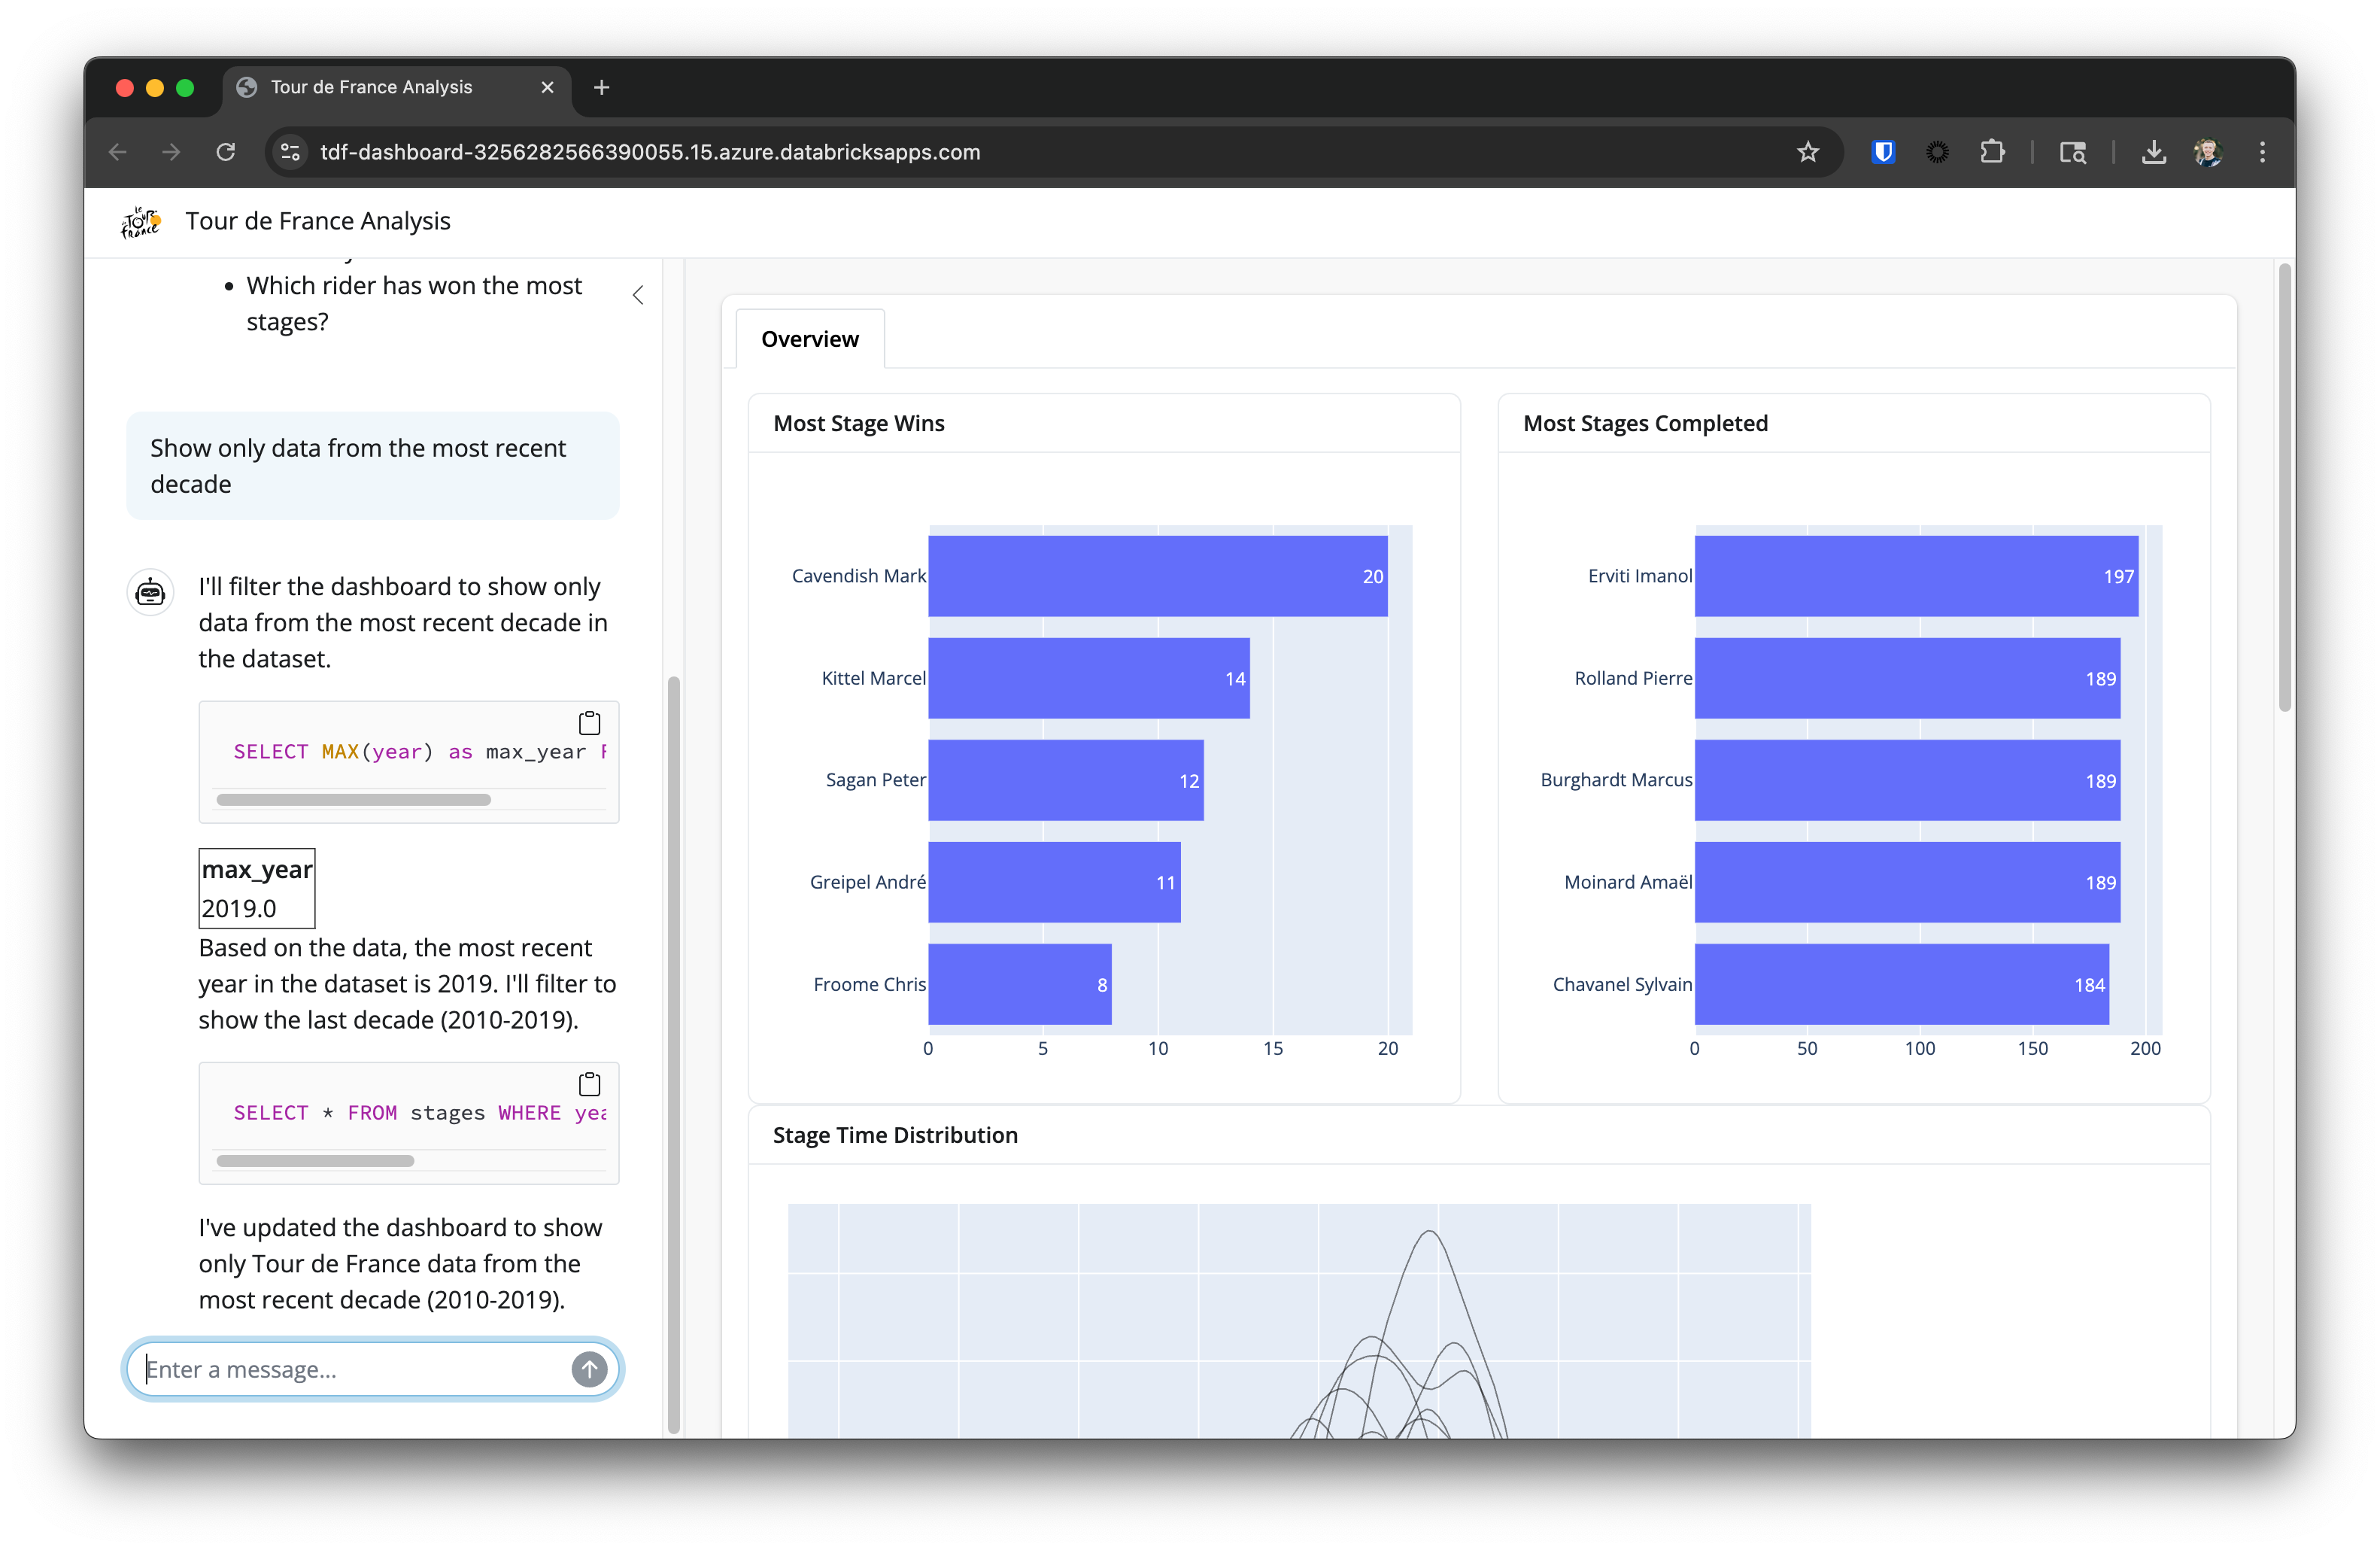 Tour de France Analysis
tdf-dashboard-3256282566390055.15.azure.databricksapps.com
le
TOUR
de
france
Tour de France Analysis
Which rider has won the most
stages?
Show only data from the most recent
decade
I'll filter the dashboard to show only
data from the most recent decade in
the dataset.
SELECT MAX(year) as max_year F
max_year
2019.0
Based on the data, the most recent
year in the dataset is 2019. I'll filter to
show the last decade (2010-2019).
SELECT * FROM stages WHERE yea
I've updated the dashboard to show
only Tour de France data from the
most recent decade (2010-2019).
Enter a message...
Overview
Most Stage Wins
Cavendish Mark 20
Kittel Marcel 14
Sagan Peter 12
Greipel André 11
Froome Chris 8
0 5 10 15 20
Most Stages Completed
Erviti Imanol 197
Rolland Pierre 189
Burghardt Marcus 189
Moinard Amaël 189
Chavanel Sylvain 184
0 50 100 150 200
Stage Time Distribution